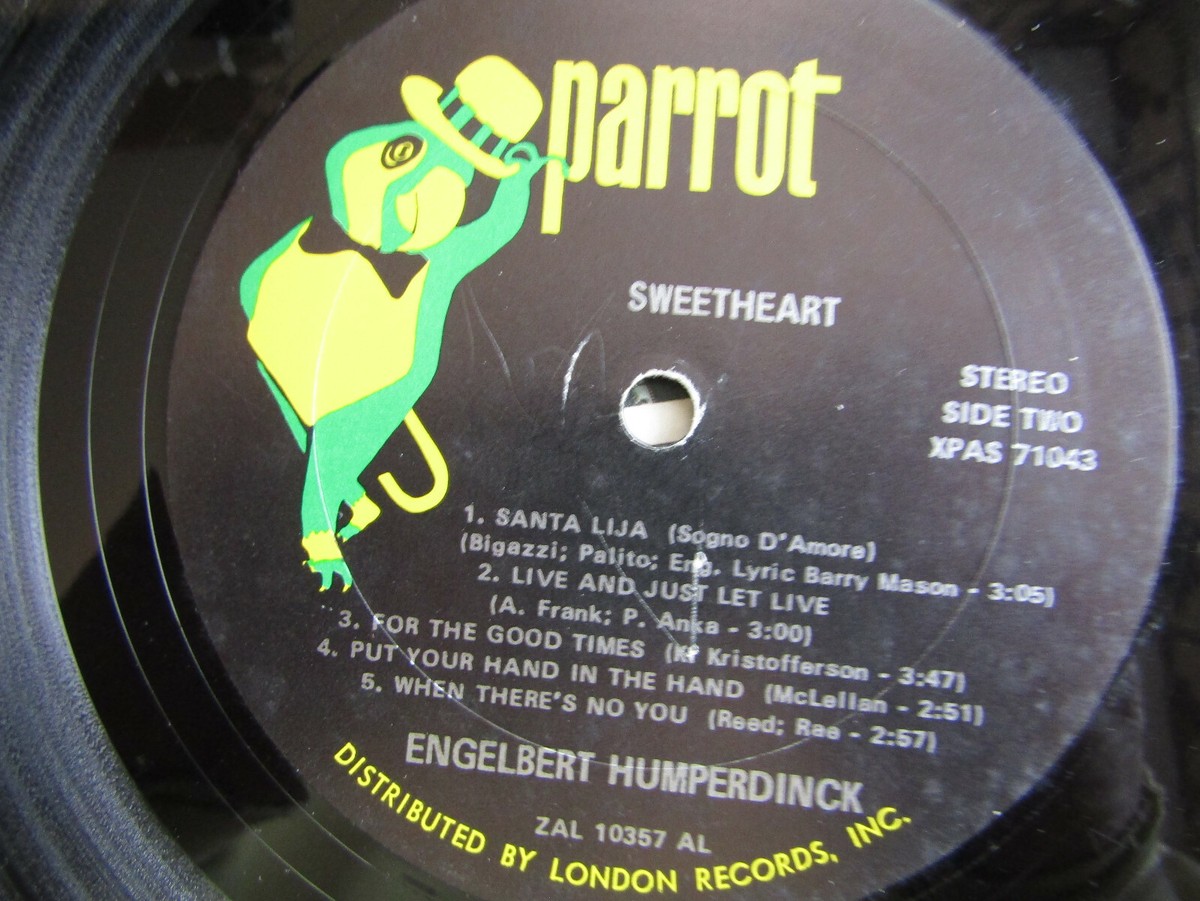 parrot
SWEETHEART
STEREO
SIDE TWO
XPAS 71043
1. SANTA LIJA (Sogno D'Amore)
(Bigazzi; Palito; Eng. Lyric Barry Mason - 3:05)
2. LIVE AND JUST LET LIVE
(A. Frank; P. Anka - 3:00)
3. FOR THE GOOD TIMES (K. Kristofferson - 3:47)
4. PUT YOUR HAND IN THE HAND (McLellan - 2:51)
5. WHEN THERE'S NO YOU (Reed; Rae - 2:57)
ENGELBERT HUMPERDINCK
ZAL 10357 AL
DISTRIBUTED BY LONDON RECORDS, INC.